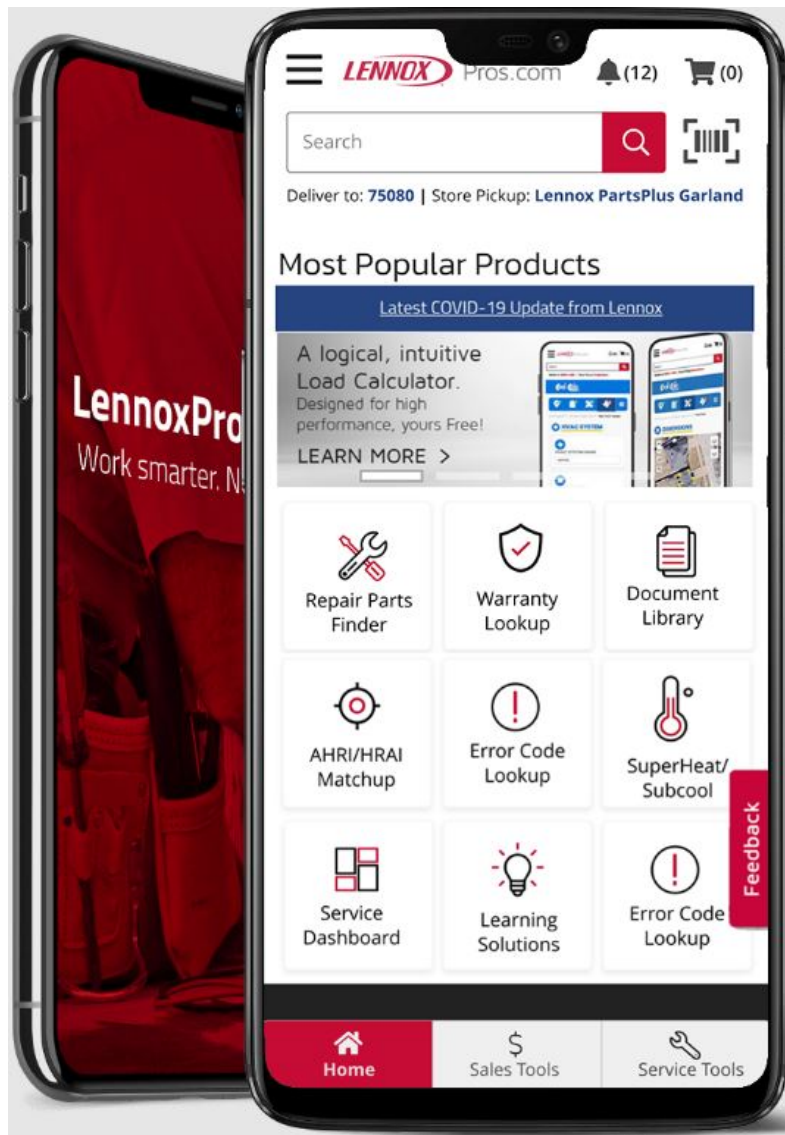 LennoxPro
Work smarter. N
LENNOX Pros.com (12) (0)
Search
Deliver to: 75080 | Store Pickup: Lennox PartsPlus Garland
Most Popular Products
Latest COVID-19 Update from Lennox
A logical, intuitive
Load Calculator.
Designed for high
performance, yours Free!
LEARN MORE >
Repair Parts
Finder
Warranty
Lookup
Document
Library
AHRI/HRAI
Matchup
Error Code
Lookup
SuperHeat/
Subcool
Feedback
Service
Dashboard
Learning
Solutions
Error Code
Lookup
Home
$
Sales Tools
Service Tools